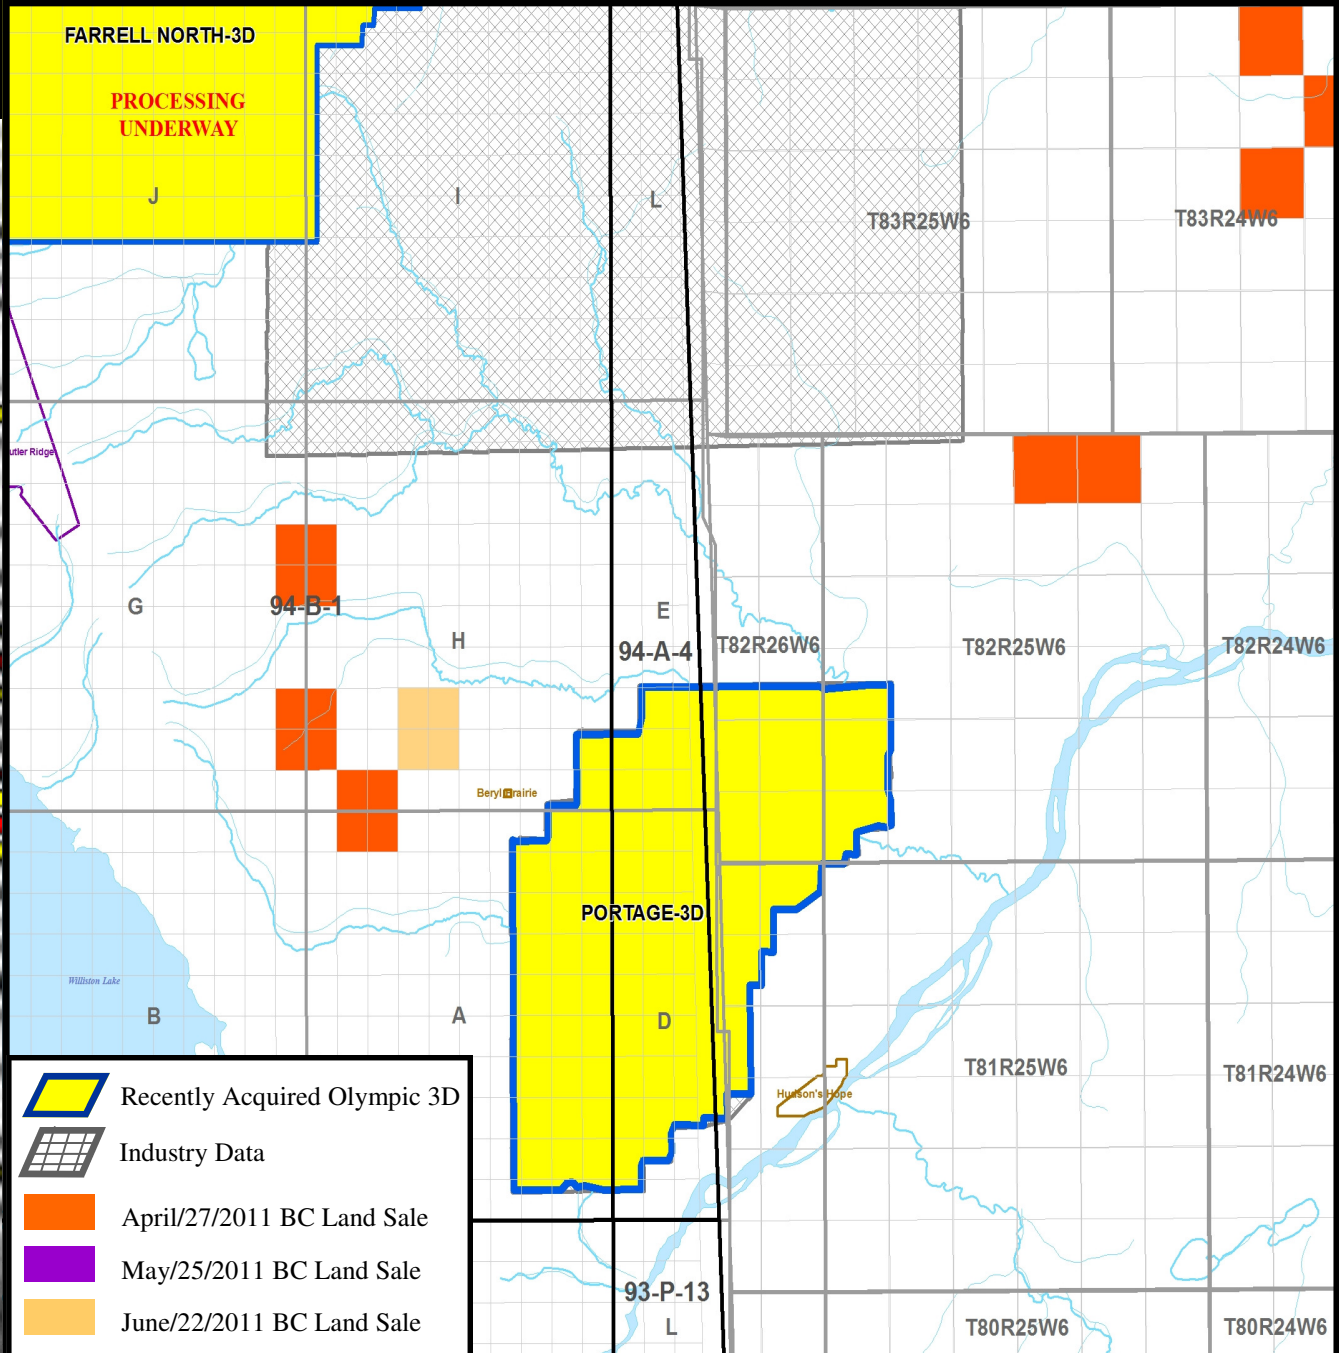 FARRELL NORTH-3D
PROCESSING
UNDERWAY
J
I
L
T83R25W6
T83R24W6
utler Ridge
G
94-B-1
H
E
94-A-4
T82R26W6
T82R25W6
T82R24W6
Beryl Prairie
PORTAGE-3D
Williston Lake
B
A
D
T81R25W6
T81R24W6
Hudson's Hope
93-P-13
L
T80R25W6
T80R24W6
Recently Acquired Olympic 3D
Industry Data
April/27/2011 BC Land Sale
May/25/2011 BC Land Sale
June/22/2011 BC Land Sale